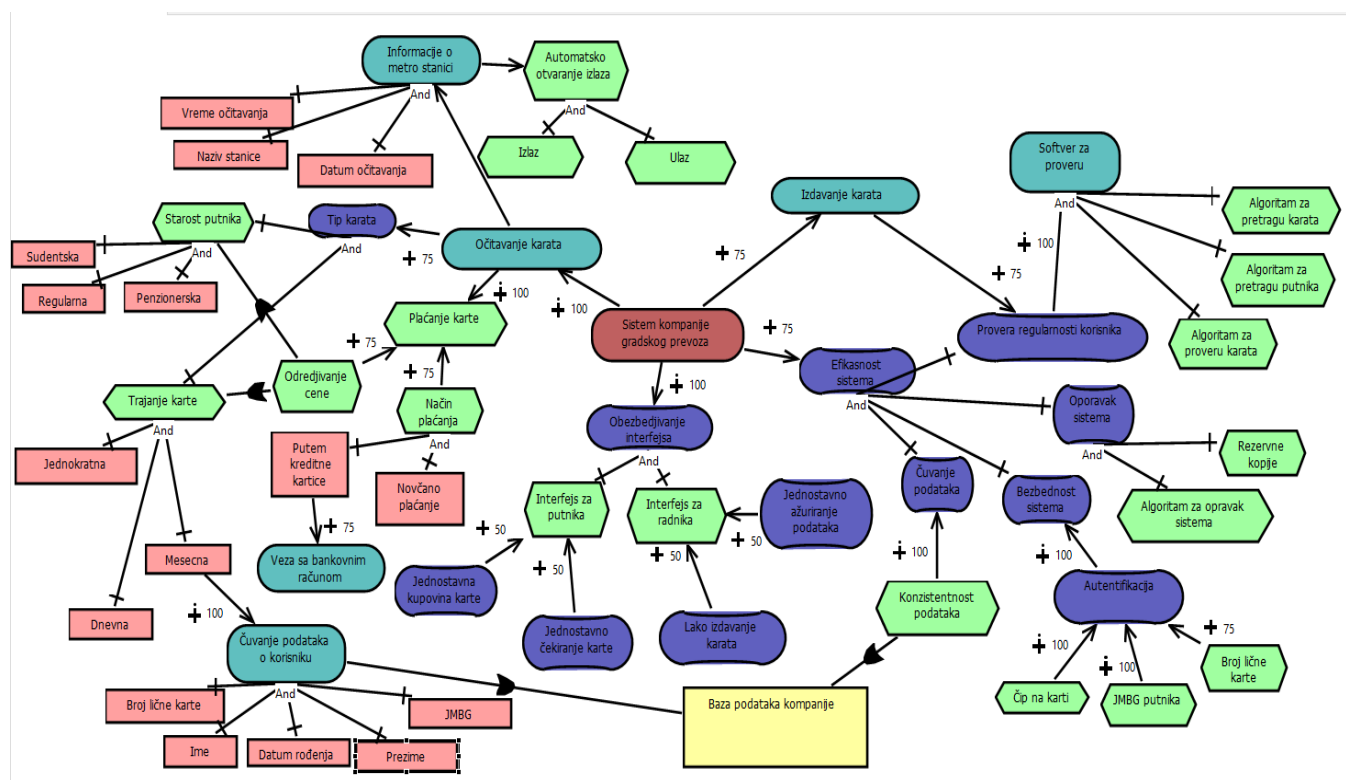 Informacije o
metro stanici
And
Automatsko
otvaranje izlaza
And
Vreme očitavanja
Naziv stanice
Datum očitavanja
Izlaz
Ulaz
Softver za
proveru
And
Algoritam za
pretragu karata
Algoritam za
pretragu putnika
Algoritam za
proveru karata
Izdavanje karata
Starost putnika
And
Tip karata
And
Očitavanje karata
75
75
100
75
100
100
Sudentska
Regularna
Penzionerska
Plaćanje karte
Sistem kompanije
gradskog prevoza
Provera regularnosti korisnika
75
75
75
Efikasnost
sistema
And
Odredjivanje
cene
Trajanje karte
And
Način
plaćanja
And
100
Obezbedjivanje
interfejsa
And
Oporavak
sistema
And
Rezervne
kopije
Jednokratna
Putem
kreditne
kartice
Novčano
plaćanje
Čuvanje
podataka
Bezbednost
sistema
Algoritam za opravak
sistema
Interfejs za
putnika
Interfejs za
radnika
Jednostavno
ažuriranje
podataka
75
50
50
50
50
100
100
Mesecna
Veza sa bankovnim
računom
Jednostavna
kupovina karte
Konzistentnost
podataka
Autentifikacija
Dnevna
100
Jednostavno
čekiranje karte
Lako izdavanje
karata
100
100
75
Čuvanje podataka
o korisniku
And
Broj lične
karte
Čip na karti
JMBG
putnika
Broj lične karte
JMBG
Baza podataka kompanije
Ime
Datum rođenja
Prezime